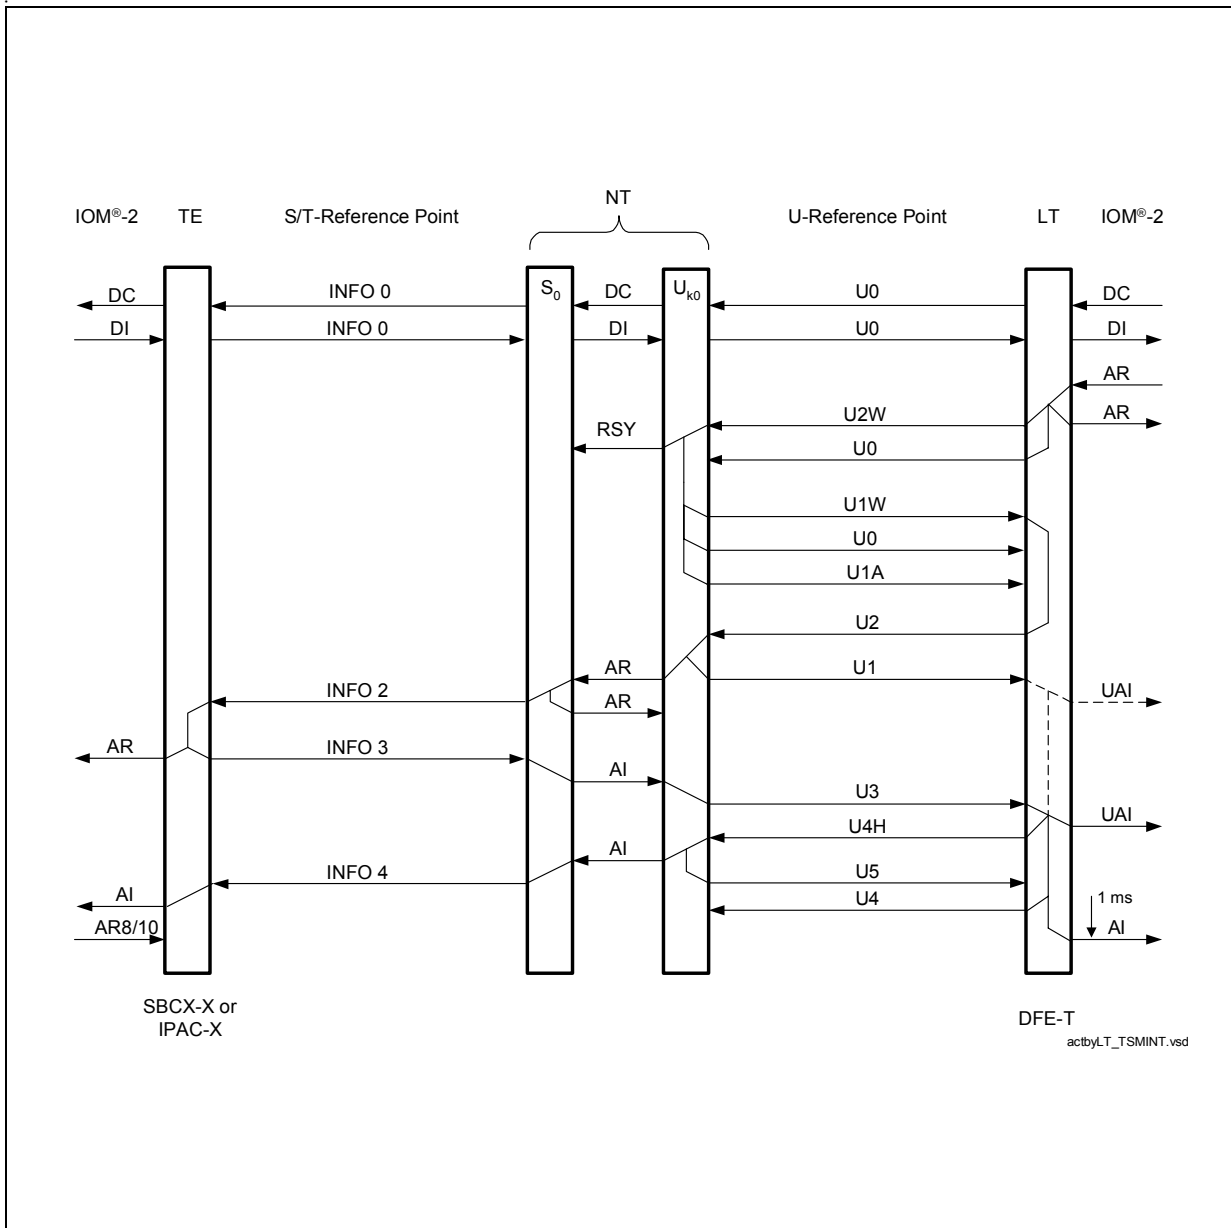 NT
IOM®-2 TE S/T-Reference Point U-Reference Point LT IOM®-2
S0 Uk0
DC INFO 0 DC U0 DC
DI INFO 0 DI U0 DI
AR
U2W AR
RSY
U0
U1W
U0
U1A
U2
AR U1
INFO 2 UAI
AR
AR INFO 3
AI
U3
UAI
U4H
AI
INFO 4 U5
AI U4 1 ms
AR8/10 AI
SBCX-X or
IPAC-X
DFE-T
actbyLT_TSMINT.vsd